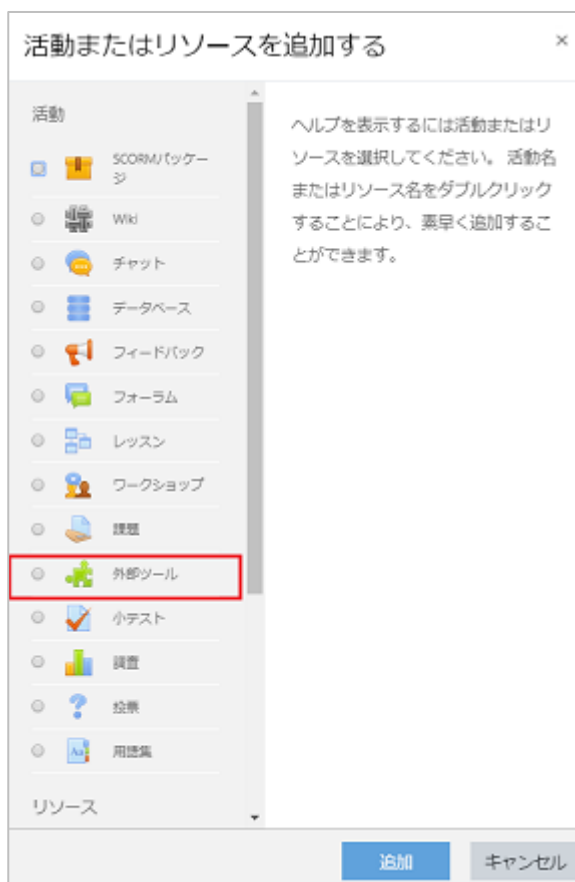 活動またはリソースを追加する
×
活動
SCORMパッケー
ジ
Wiki
チャット
データベース
フィードバック
フォーラム
レッスン
ワークショップ
課題
外部ツール
小テスト
調査
投票
用語集
リソース
ヘルプを表示するには活動またはリ
ソースを選択してください。 活動名
またはリソース名をダブルクリック
することにより、素早く追加するこ
とができます。
追加
キャンセル